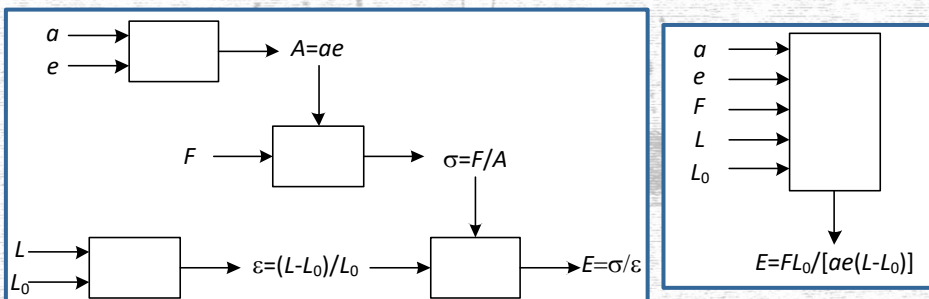 a
e
A=ae
F
σ=F/A
L
L₀
ε=(L-L₀)/L₀
E=σ/ε
a
e
F
L
L₀
E=FL₀/[ae(L-L₀)]